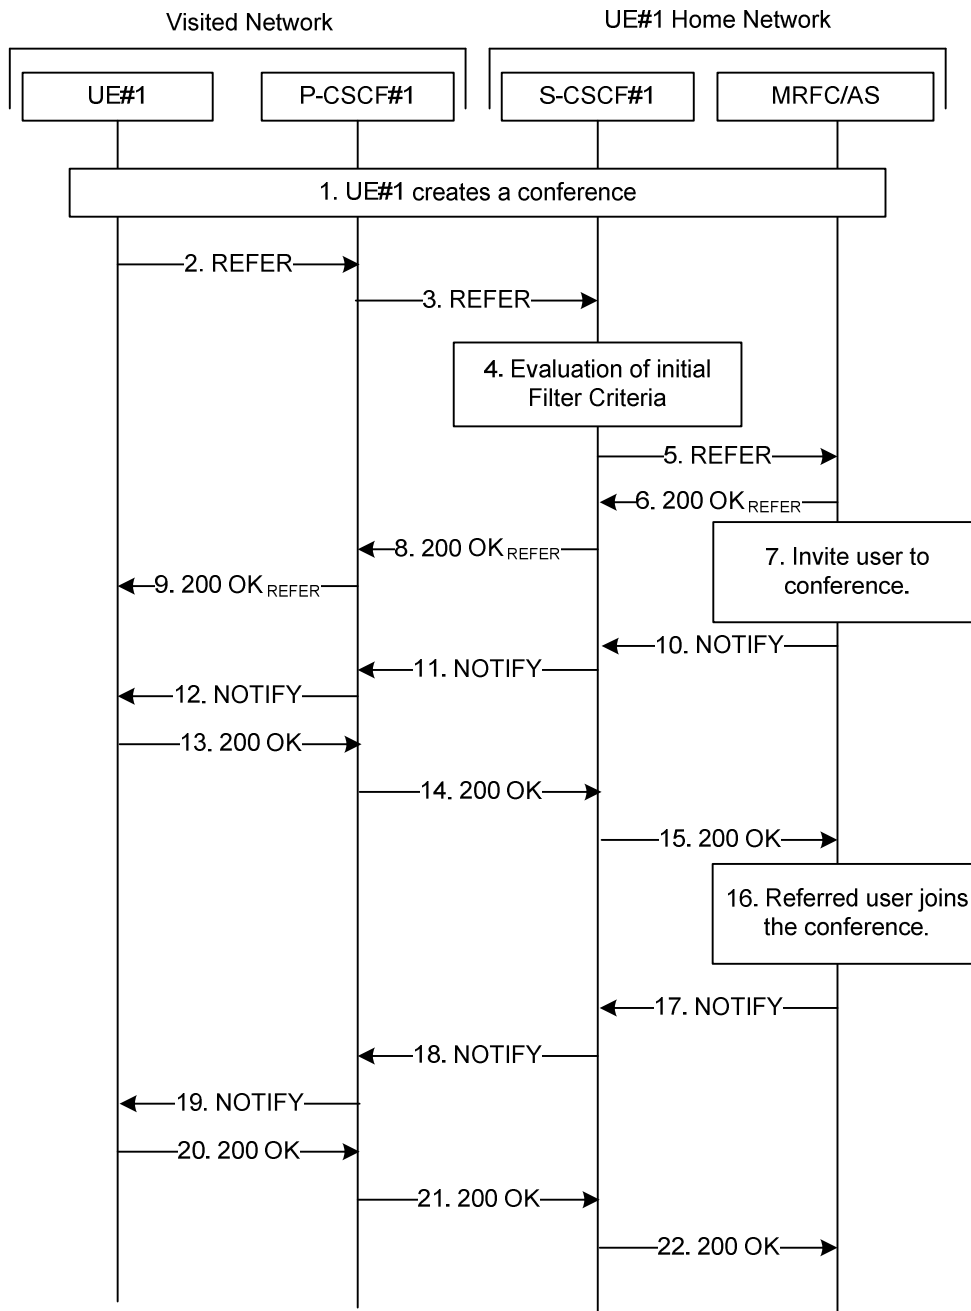 Visited Network
UE#1 Home Network
UE#1
P-CSCF#1
S-CSCF#1
MRFC/AS
1. UE#1 creates a conference
2. REFER
3. REFER
4. Evaluation of initial
Filter Criteria
5. REFER
6. 200 OK REFER
8. 200 OK REFER
7. Invite user to
conference.
9. 200 OK REFER
10. NOTIFY
11. NOTIFY
12. NOTIFY
13. 200 OK
14. 200 OK
15. 200 OK
16. Referred user joins
the conference.
17. NOTIFY
18. NOTIFY
19. NOTIFY
20. 200 OK
21. 200 OK
22. 200 OK